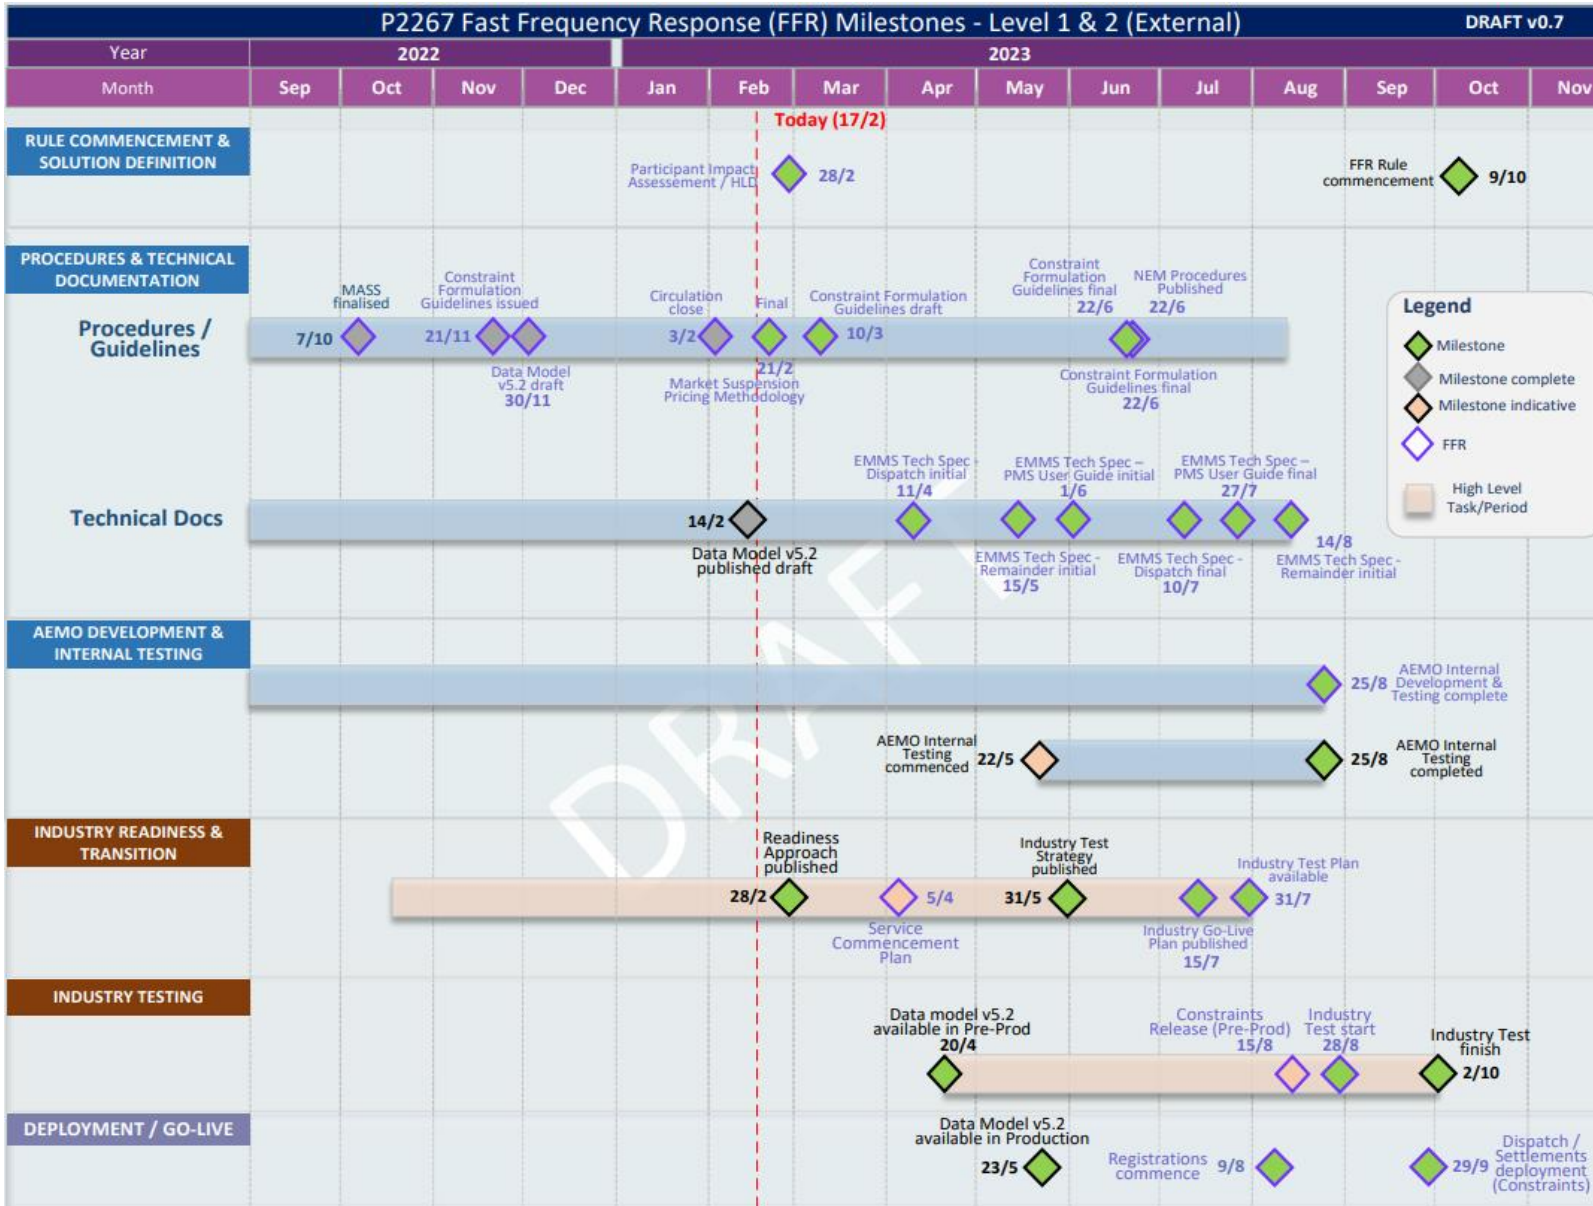 P2267 Fast Frequency Response (FFR) Milestones - Level 1 & 2 (External)
DRAFT v0.7
Year
2022
2023
Month
Sep
Oct
Nov
Dec
Jan
Feb
Mar
Apr
May
Jun
Jul
Aug
Sep
Oct
Nov
Today (17/2)
RULE COMMENCEMENT &
SOLUTION DEFINITION
Participant Impact
Assessement / HLD
28/2
FFR Rule
commencement
9/10
PROCEDURES & TECHNICAL
DOCUMENTATION
Procedures /
Guidelines
MASS
finalised
7/10
Constraint
Formulation
Guidelines issued
21/11
Data Model
v5.2 draft
30/11
Circulation
close
3/2
Final
21/2
Market Suspension
Pricing Methodology
Constraint Formulation
Guidelines draft
10/3
Constraint
Formulation
Guidelines final
22/6
NEM Procedures
Published
22/6
Constraint Formulation
Guidelines final
22/6
Legend
Milestone
Milestone complete
Milestone indicative
FFR
High Level
Task/Period
Technical Docs
14/2
Data Model v5.2
published draft
EMMS Tech Spec -
Dispatch initial
11/4
EMMS Tech Spec -
Remainder initial
15/5
EMMS Tech Spec –
PMS User Guide initial
1/6
EMMS Tech Spec -
Dispatch final
10/7
EMMS Tech Spec –
PMS User Guide final
27/7
14/8
EMMS Tech Spec -
Remainder initial
AEMO DEVELOPMENT &
INTERNAL TESTING
25/8
AEMO Internal
Development &
Testing complete
AEMO Internal
Testing
commenced
22/5
25/8
AEMO Internal
Testing
completed
INDUSTRY READINESS &
TRANSITION
Readiness
Approach
published
28/2
5/4
Service
Commencement
Plan
Industry Test
Strategy
published
31/5
Industry Go-Live
Plan published
15/7
Industry Test Plan
available
31/7
INDUSTRY TESTING
Data model v5.2
available in Pre-Prod
20/4
Constraints
Release (Pre-Prod)
15/8
Industry
Test start
28/8
Industry Test
finish
2/10
DEPLOYMENT / GO-LIVE
Data Model v5.2
available in Production
23/5
Registrations
commence
9/8
29/9
Dispatch /
Settlements
deployment
(Constraints)
DRAFT